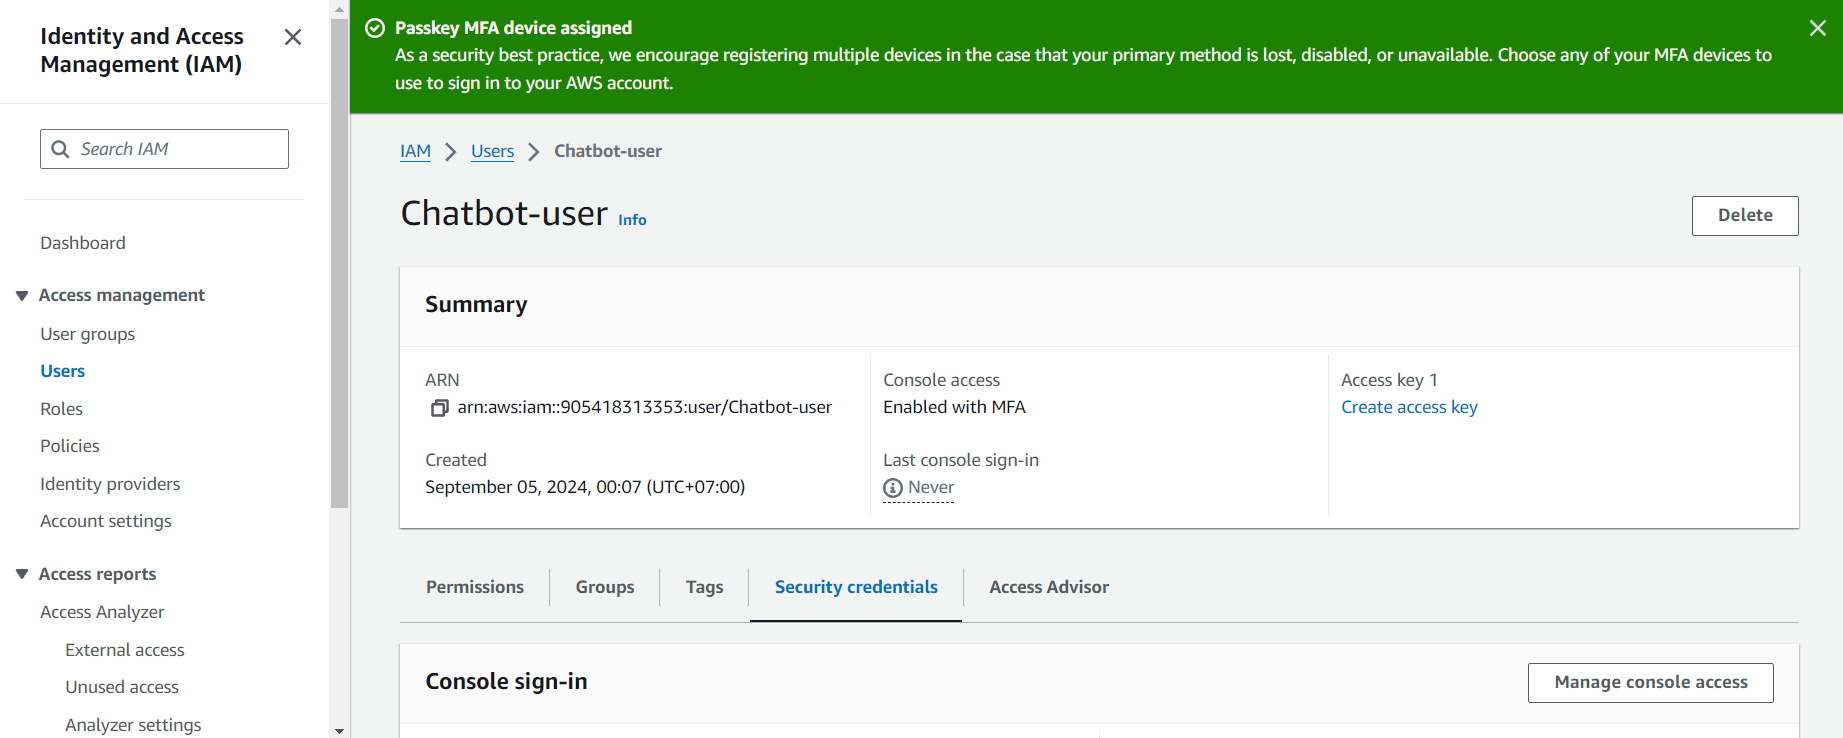 Identity and Access
Management (IAM)
Search IAM
Dashboard
Access management
User groups
Users
Roles
Policies
Identity providers
Account settings
Access reports
Access Analyzer
External access
Unused access
Analyzer settings
Passkey MFA device assigned
As a security best practice, we encourage registering multiple devices in the case that your primary method is lost, disabled, or unavailable. Choose any of your MFA devices to
use to sign in to your AWS account.
IAM > Users > Chatbot-user
Chatbot-user Info
Delete
Summary
ARN
arn:aws:iam::905418313353:user/Chatbot-user
Console access
Enabled with MFA
Access key 1
Create access key
Created
September 05, 2024, 00:07 (UTC+07:00)
Last console sign-in
Never
Permissions Groups Tags Security credentials Access Advisor
Console sign-in
Manage console access